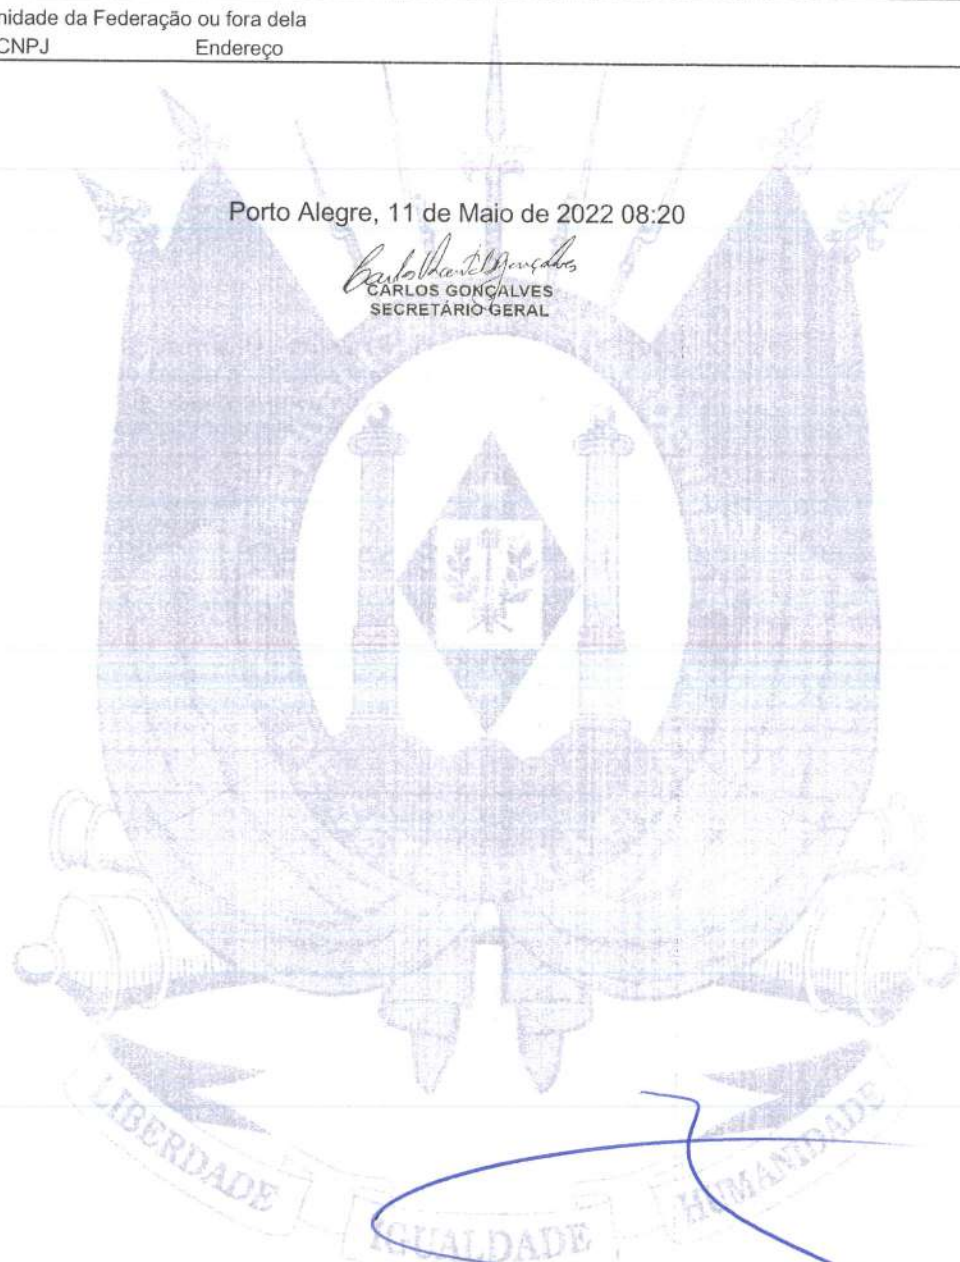 nidade da Federação ou fora dela
CNPJ Endereço
Porto Alegre, 11 de Maio de 2022 08:20
CARLOS GONÇALVES
SECRETÁRIO GERAL
LIBERDADE
IGUALDADE
HUMANIDADE